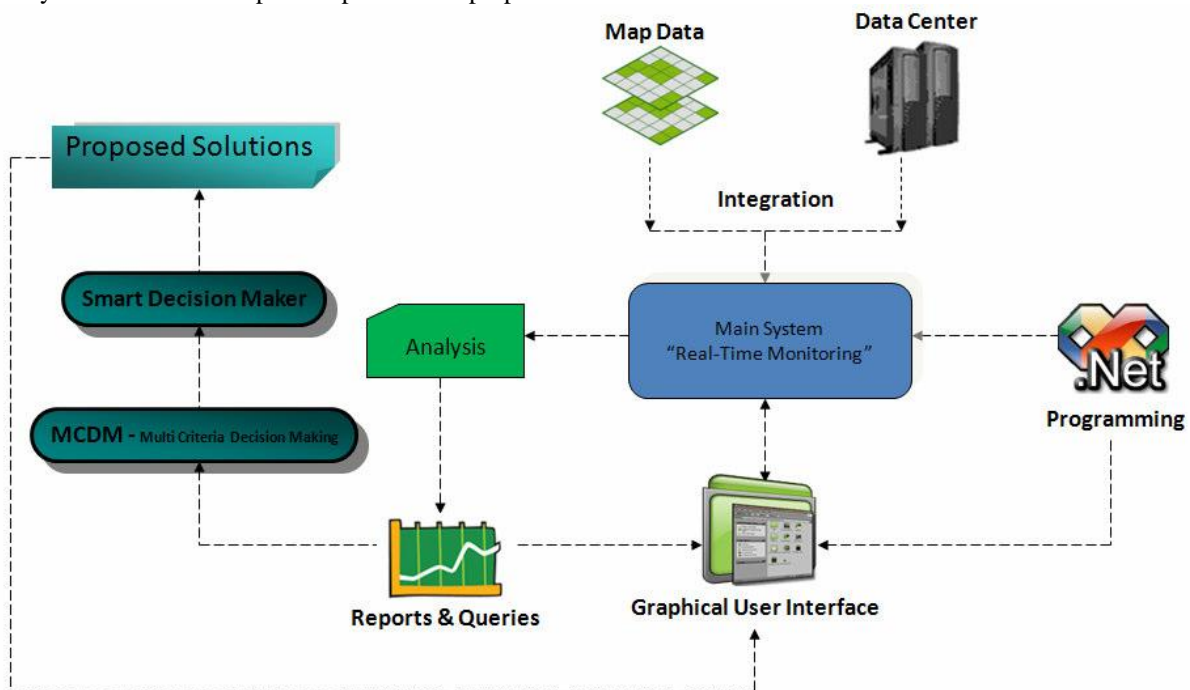 Map Data
Data Center
Proposed Solutions
Integration
Smart Decision Maker
Main System
“Real-Time Monitoring”
Analysis
.Net
Programming
MCDM - Multi Criteria Decision Making
Reports & Queries
Graphical User Interface